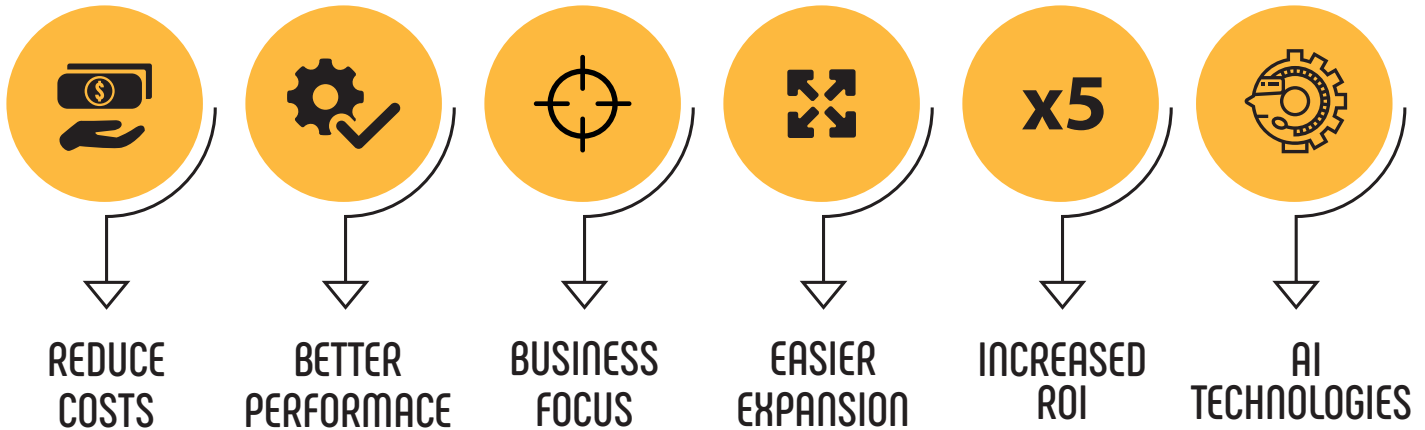 $
x5
REDUCE
COSTS
BETTER
PERFORMACE
BUSINESS
FOCUS
EASIER
EXPANSION
INCREASED
ROI
AI
TECHNOLOGIES